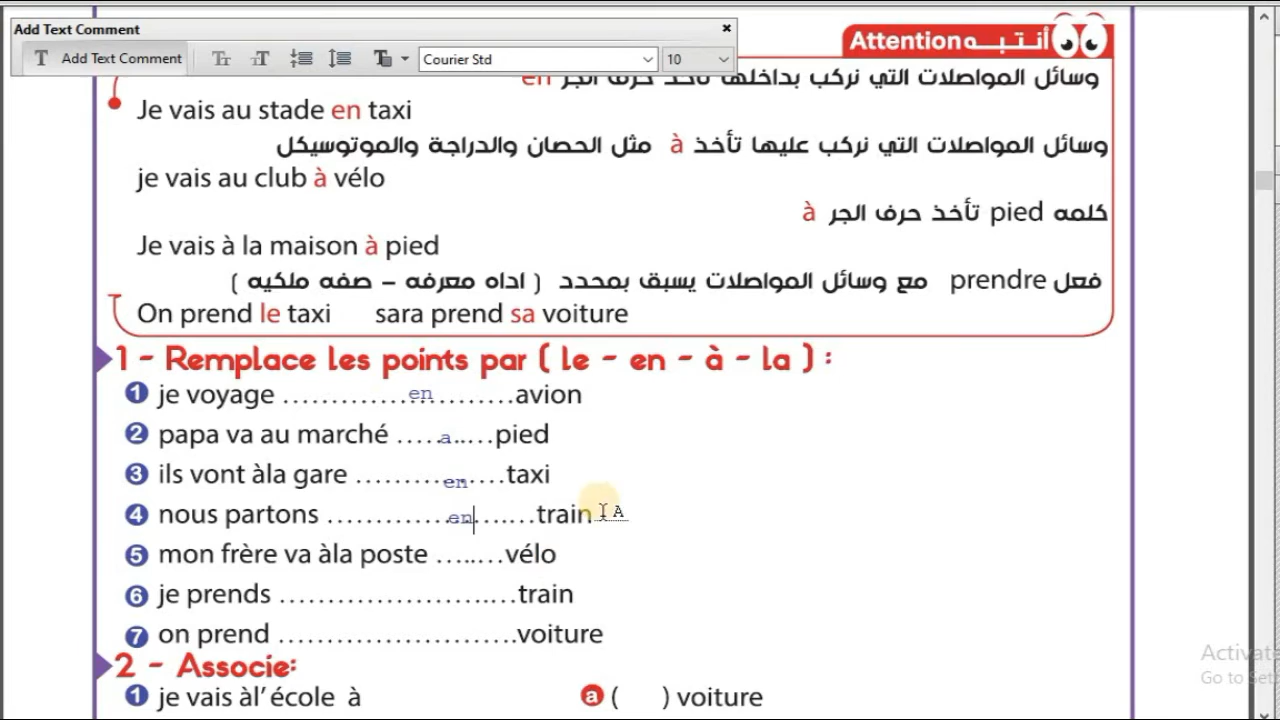 Add Text Comment
Add Text Comment
Courier Std
10
Attention أنـتـبـــه
وسائل المواصلات التي نركب بداخلها تأخذ حرف الجر en
Je vais au stade en taxi
وسائل المواصلات التي نركب عليها تأخذ à مثل الحصان والدراجة والموتوسيكل
je vais au club à vélo
كلمه pied تأخذ حرف الجر à
Je vais à la maison à pied
فعل prendre مع وسائل المواصلات يسبق بمحدد ( اداه معرفه - صفه ملكيه )
On prend le taxi sara prend sa voiture
1 - Remplace les points par ( le - en - à - la ) :
1 je voyage ……………en………avion
2 papa va au marché ……a……pied
3 ils vont àla gare …………en……taxi
4 nous partons ……………en………train A
5 mon frère va àla poste ………vélo
6 je prends ………………………train
7 on prend ………………………voiture
2 - Associe:
1 je vais àl'école à a ( ) voiture
Activate
Go to Set